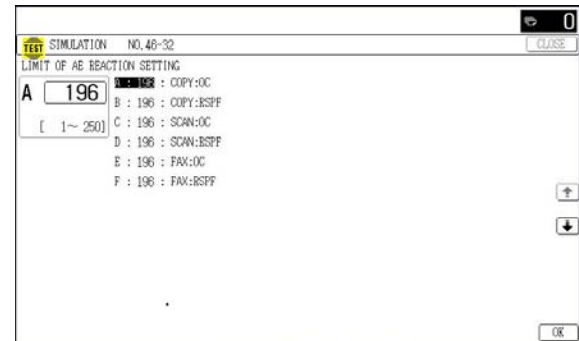 0
TEST SIMULATION NO.46-32 CLOSE
LIMIT OF AE REACTION SETTING
A 196
[ 1~ 250]
A : 196 : COPY:OC
B : 196 : COPY:RSPF
C : 196 : SCAN:OC
D : 196 : SCAN:RSPF
E : 196 : FAX:OC
F : 196 : FAX:RSPF
OK